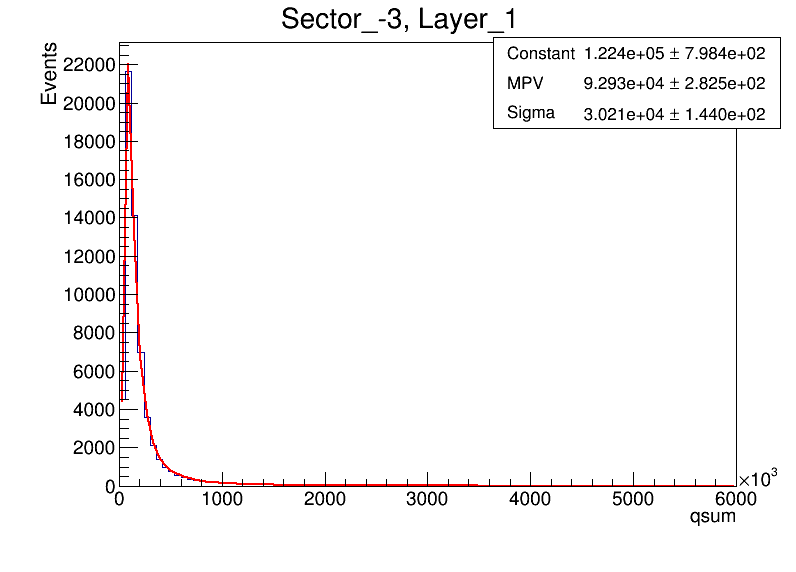 Sector_-3, Layer_1
Constant 1.224e+05 ± 7.984e+02
MPV 9.293e+04 ± 2.825e+02
Sigma 3.021e+04 ± 1.440e+02
Events
22000
20000
18000
16000
14000
12000
10000
8000
6000
4000
2000
0
0 1000 2000 3000 4000 5000 6000
×10³
qsum